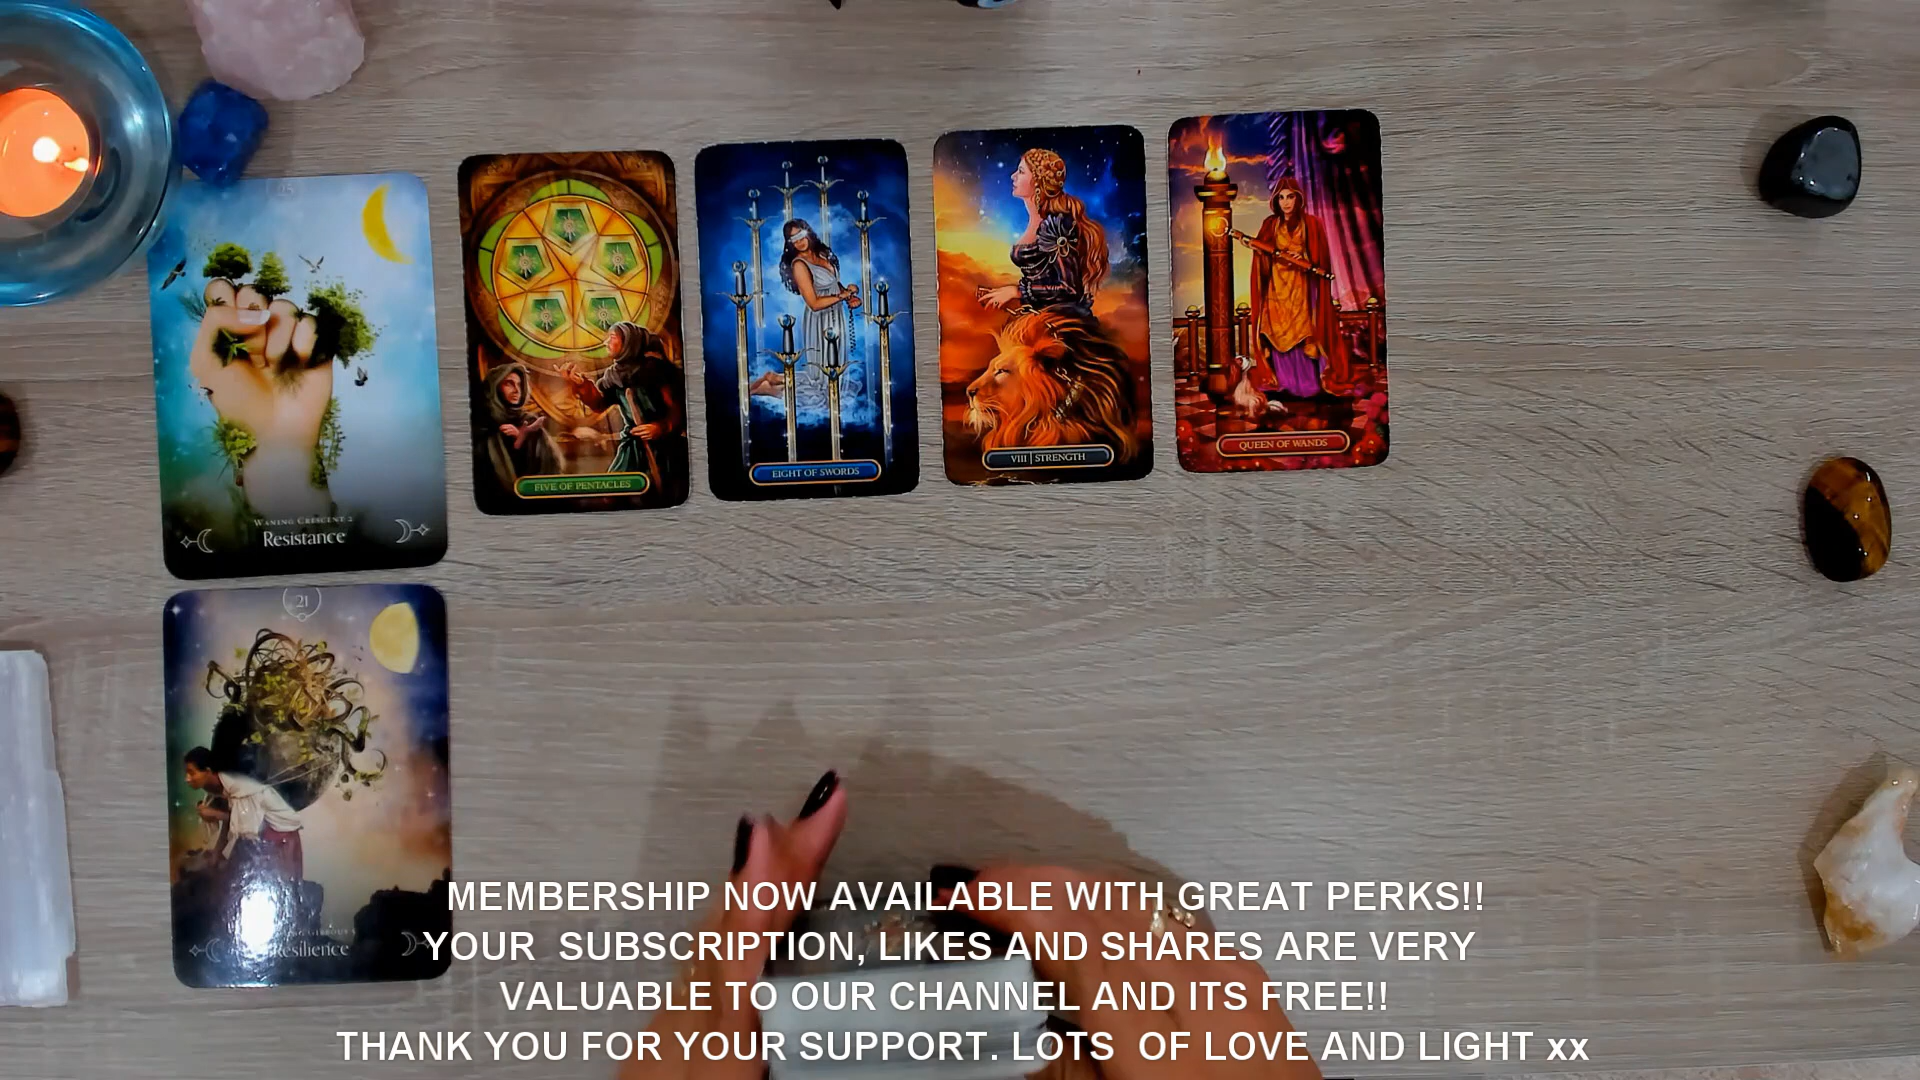 25
WANING CRESCENT 2
Resistance
FIVE OF PENTACLES
EIGHT OF SWORDS
VIII | STRENGTH
QUEEN OF WANDS
21
Resilience
MEMBERSHIP NOW AVAILABLE WITH GREAT PERKS!!
YOUR SUBSCRIPTION, LIKES AND SHARES ARE VERY
VALUABLE TO OUR CHANNEL AND ITS FREE!!
THANK YOU FOR YOUR SUPPORT. LOTS OF LOVE AND LIGHT xx